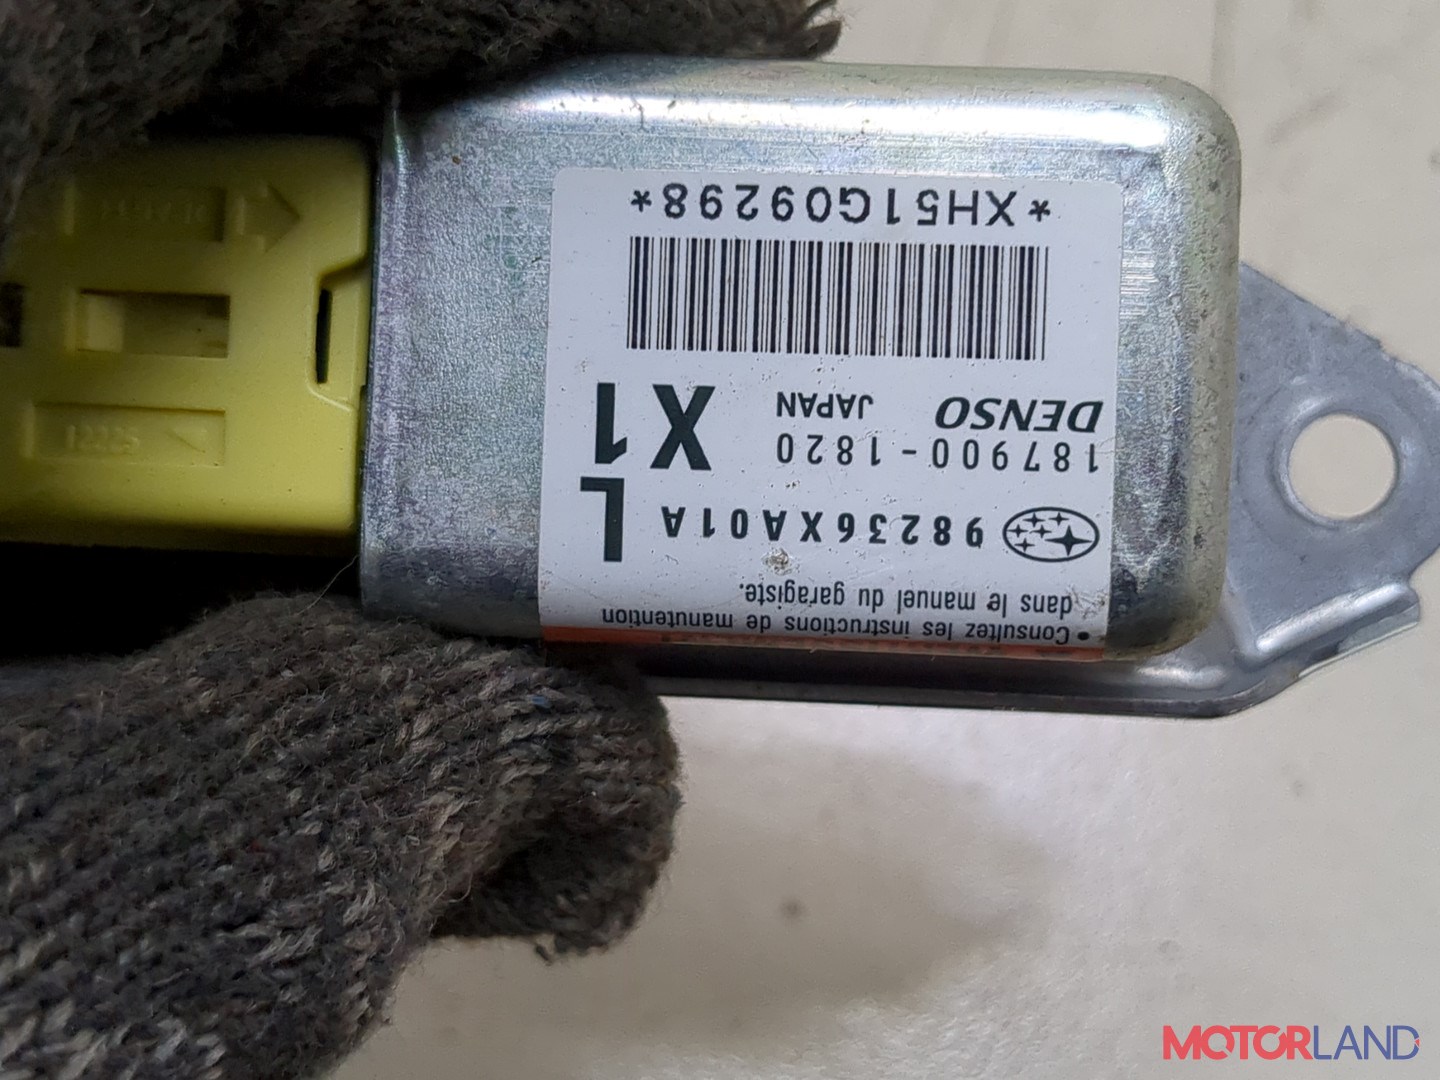 • Consultez les instructions de manutention
dans le manuel du garagiste.
98236XA01A L
187900-1820 X1
DENSO JAPAN
*XH51G09298*
MOTORLAND